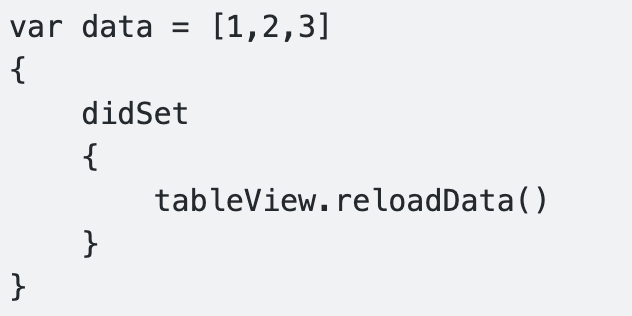 var data = [1,2,3]
{
    didSet
    {
        tableView.reloadData()
    }
}